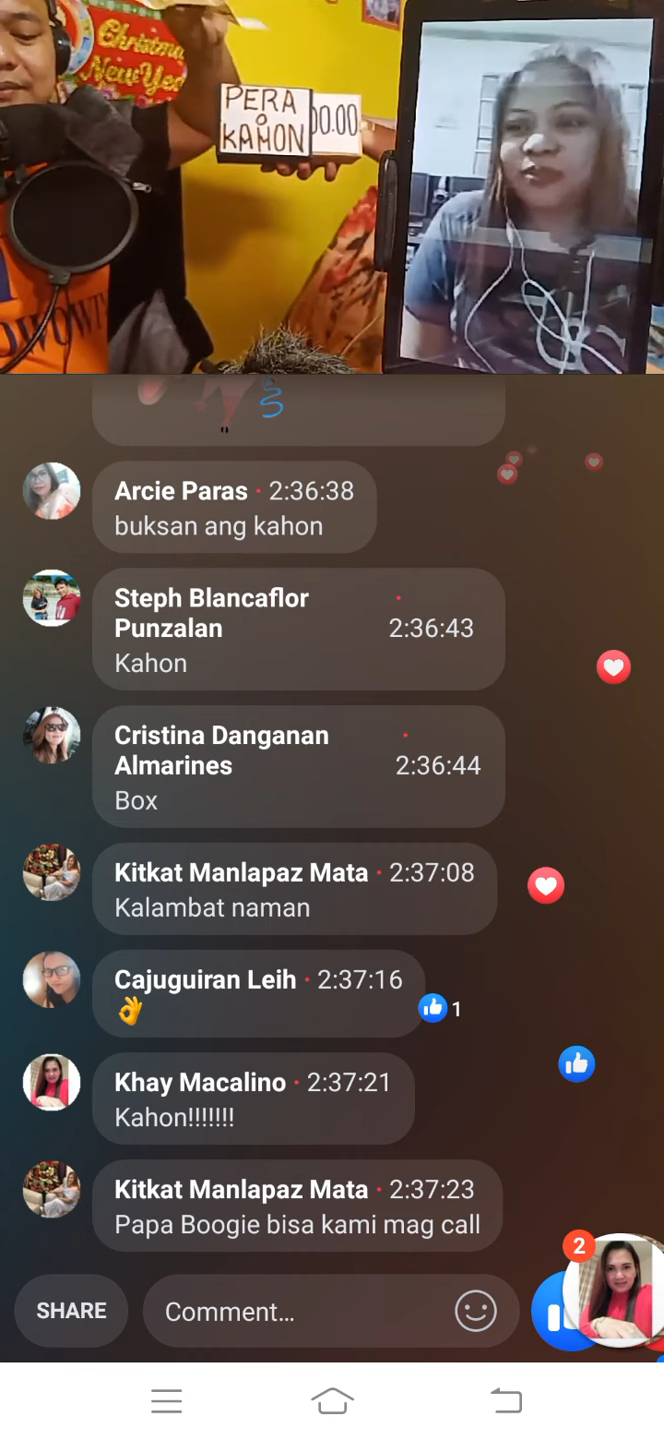 Christmas
New Yea
PERA
O
KAHON
00.00
Arcie Paras · 2:36:38
buksan ang kahon
Steph Blancaflor ·
Punzalan 2:36:43
Kahon
Cristina Danganan ·
Almarines 2:36:44
Box
Kitkat Manlapaz Mata · 2:37:08
Kalambat naman
Cajuguiran Leih · 2:37:16
👌
1
Khay Macalino · 2:37:21
Kahon!!!!!!!
Kitkat Manlapaz Mata · 2:37:23
Papa Boogie bisa kami mag call
2
SHARE
Comment...